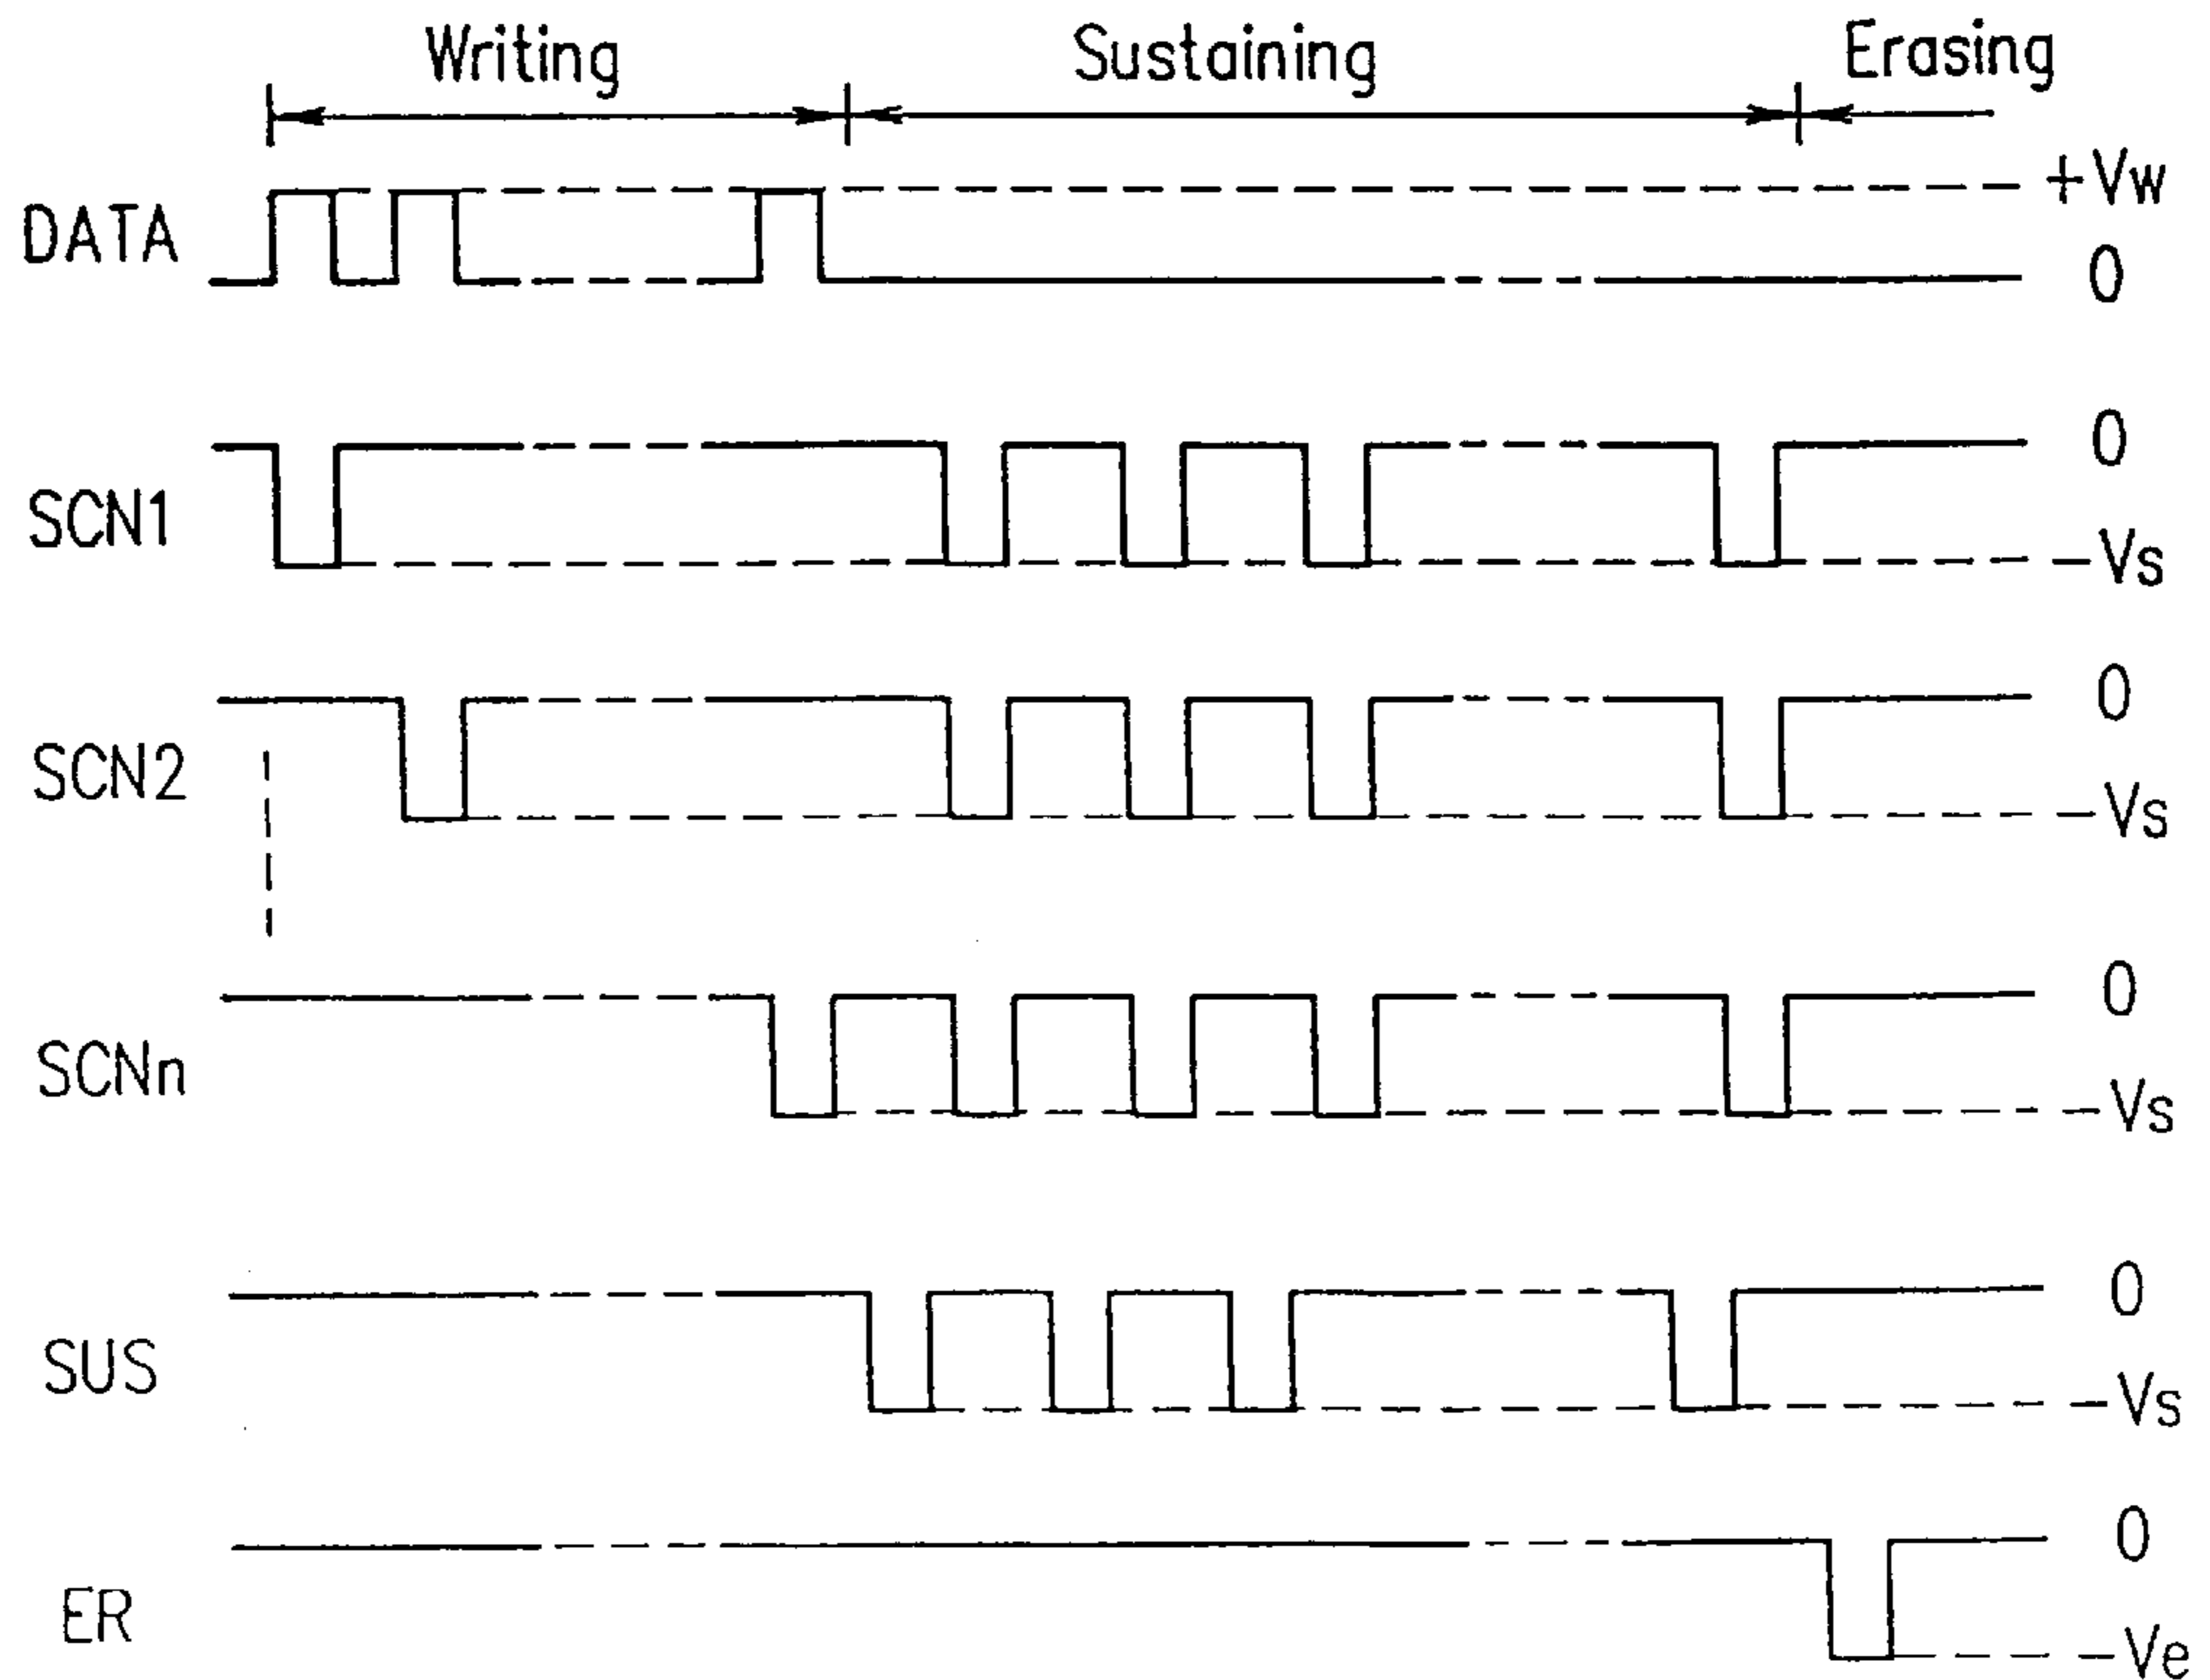 Writing Sustaining Erasing
+Vw
DATA 0
0
SCN1
-Vs
0
SCN2
-Vs
0
SCNn
-Vs
0
SUS
-Vs
0
ER
-Ve